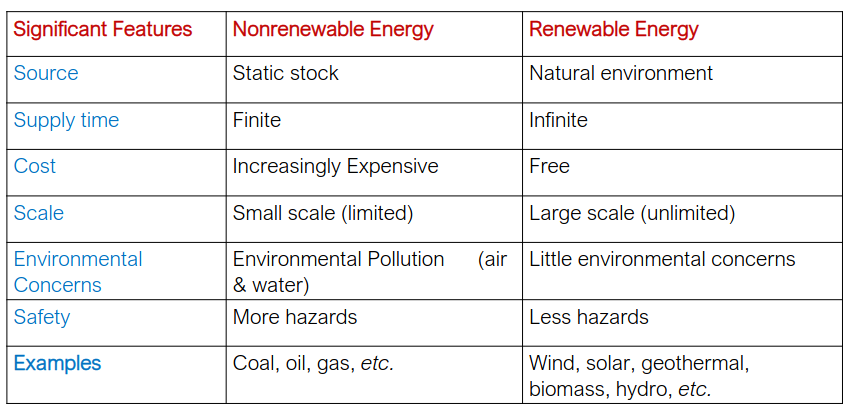 Significant Features Nonrenewable Energy Renewable Energy
Source Static stock Natural environment
Supply time Finite Infinite
Cost Increasingly Expensive Free
Scale Small scale (limited) Large scale (unlimited)
Environmental Environmental Pollution (air Little environmental concerns
Concerns & water)
Safety More hazards Less hazards
Examples Coal, oil, gas, etc. Wind, solar, geothermal,
biomass, hydro, etc.